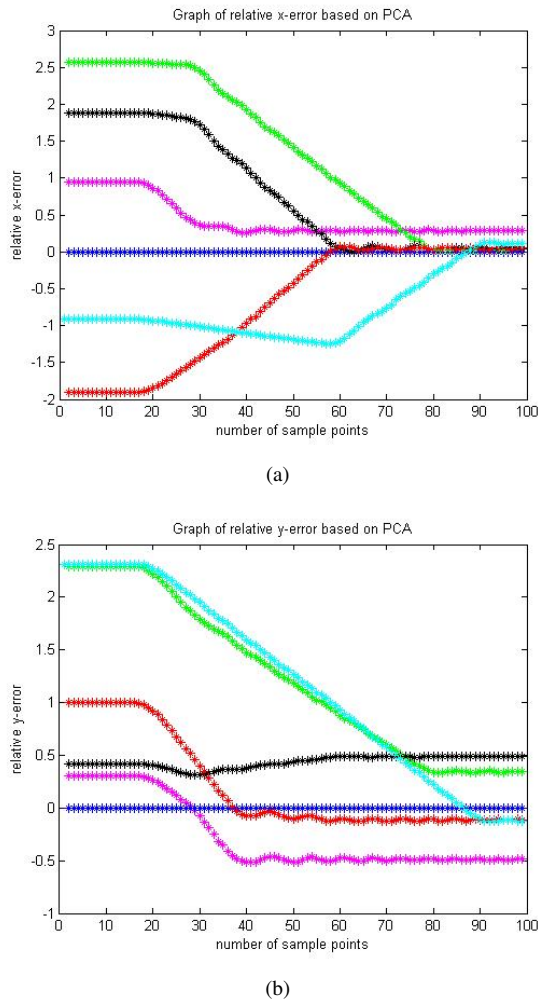 Graph of relative x-error based on PCA
3
2.5
2
1.5
1
0.5
0
-0.5
-1
-1.5
-2
relative x-error
0 10 20 30 40 50 60 70 80 90 100
number of sample points
(a)
Graph of relative y-error based on PCA
2.5
2
1.5
1
0.5
0
-0.5
-1
relative y-error
0 10 20 30 40 50 60 70 80 90 100
number of sample points
(b)